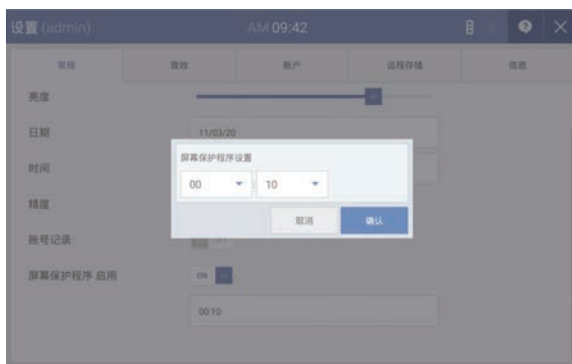 设置 (admin)
AM 09:42
常规
音效
账户
远程存储
信息
亮度
日期
11/03/20
屏幕保护程序设置
时间
00
:
10
精度
取消
确认
账号记录
屏幕保护程序 启用
ON
00:10